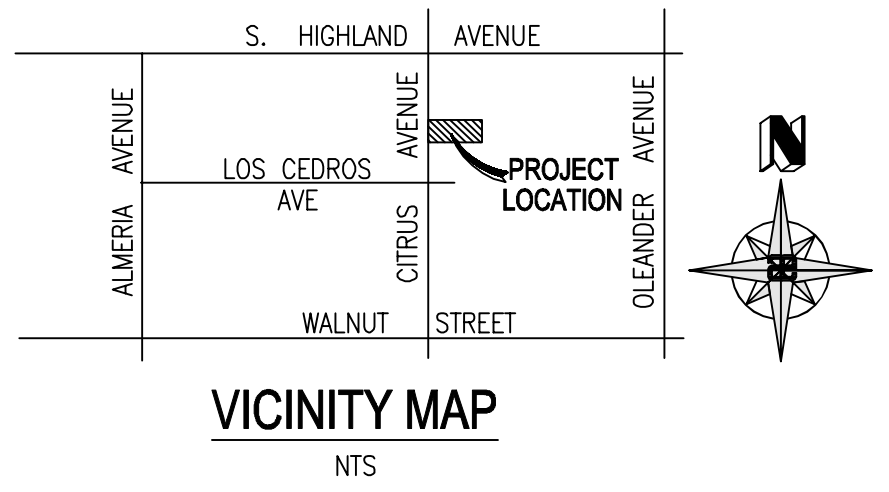 S. HIGHLAND AVENUE
ALMERIA AVENUE
CITRUS AVENUE
OLEANDER AVENUE
LOS CEDROS
AVE
PROJECT
LOCATION
WALNUT STREET
N
VICINITY MAP
NTS